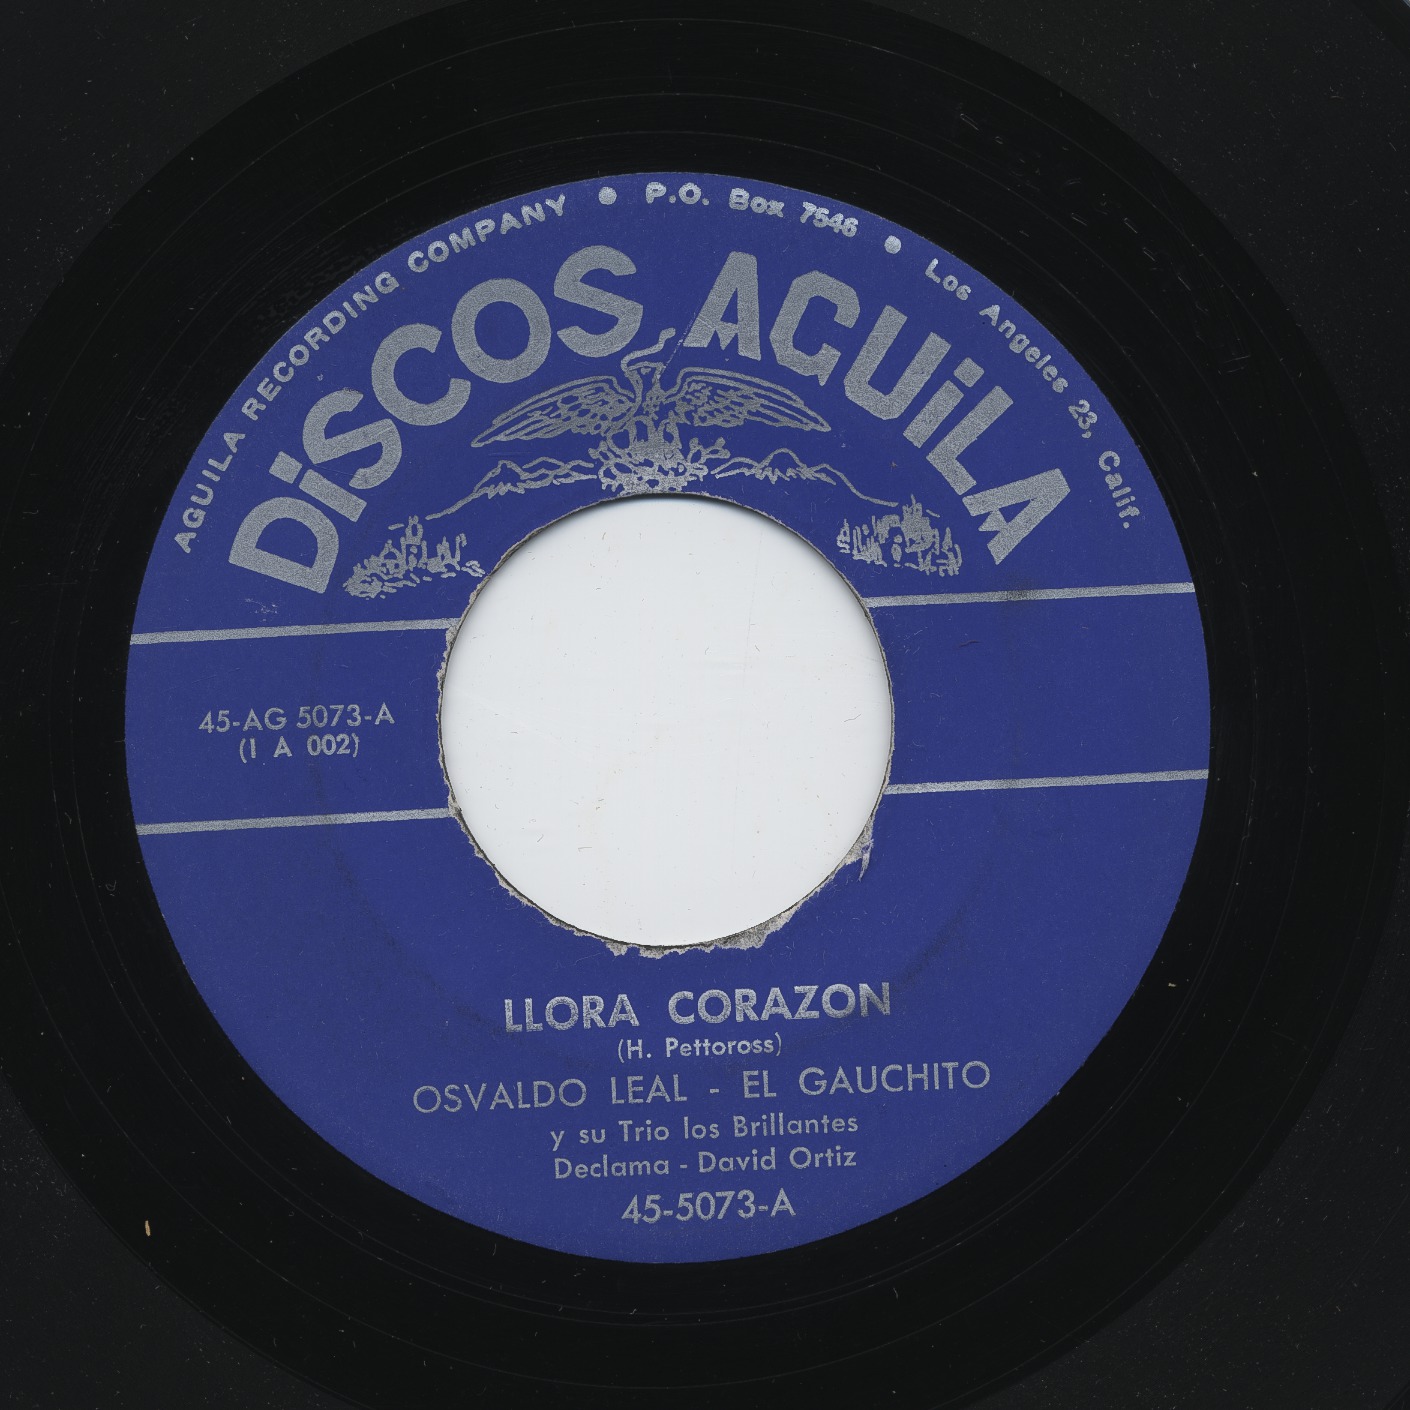 AGUILA RECORDING COMPANY • P.O. Box 7546 • Los Angeles 23, Calif.
DiSCOS AGUiLA
45-AG 5073-A
(I A 002)
LLORA CORAZON
(H. Pettoross)
OSVALDO LEAL - EL GAUCHITO
y su Trio los Brillantes
Declama - David Ortiz
45-5073-A